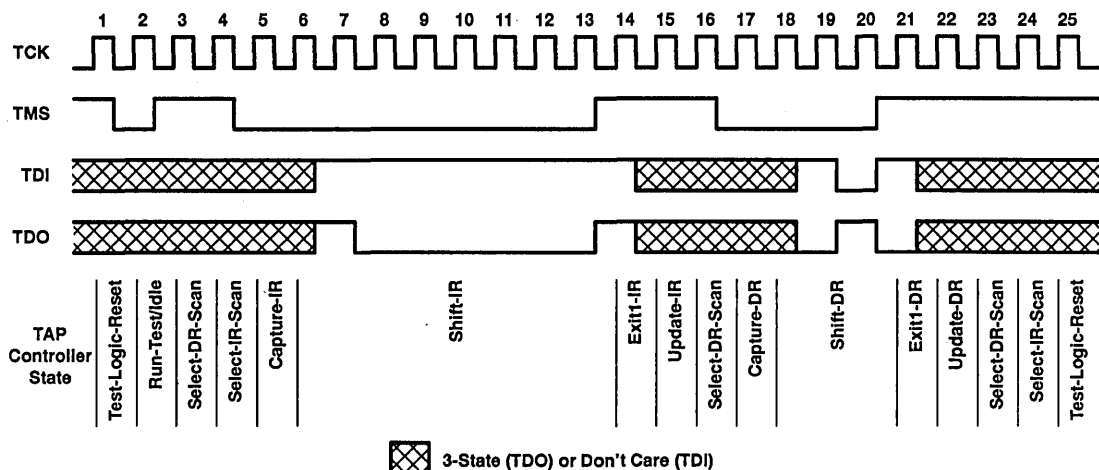 1 2 3 4 5 6 7 8 9 10 11 12 13 14 15 16 17 18 19 20 21 22 23 24 25
TCK
TMS
TDI
TDO
TAP
Controller
State
Test-Logic-Reset
Run-Test/Idle
Select-DR-Scan
Select-IR-Scan
Capture-IR
Shift-IR
Exit1-IR
Update-IR
Select-DR-Scan
Capture-DR
Shift-DR
Exit1-DR
Update-DR
Select-DR-Scan
Select-IR-Scan
Test-Logic-Reset
3-State (TDO) or Don't Care (TDI)